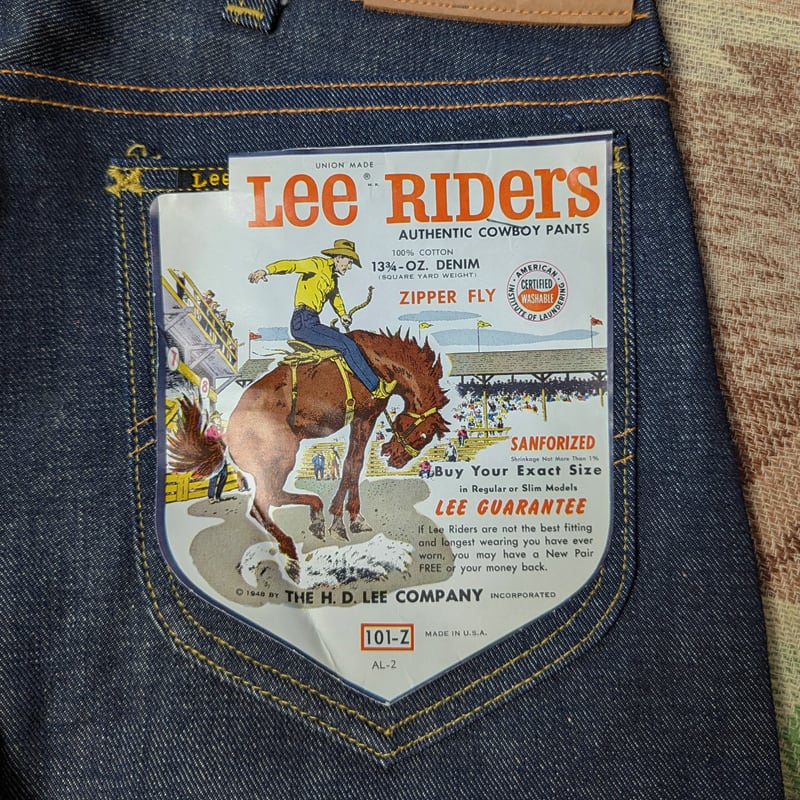 UNION MADE
Lee
Lee® RIDERS
M.R.
AUTHENTIC COWBOY PANTS
100% COTTON
13¾-OZ. DENIM
(SQUARE YARD WEIGHT)
ZIPPER FLY
AMERICAN INSTITUTE OF LAUNDERING
CERTIFIED
WASHABLE
7
8
SANFORIZED
Shrinkage Not More Than 1%
Buy Your Exact Size
in Regular or Slim Models
LEE GUARANTEE
If Lee Riders are not the best fitting
and longest wearing you have ever
worn, you may have a New Pair
FREE or your money back.
© 1948 BY THE H. D. LEE COMPANY INCORPORATED
101-Z MADE IN U.S.A.
AL-2